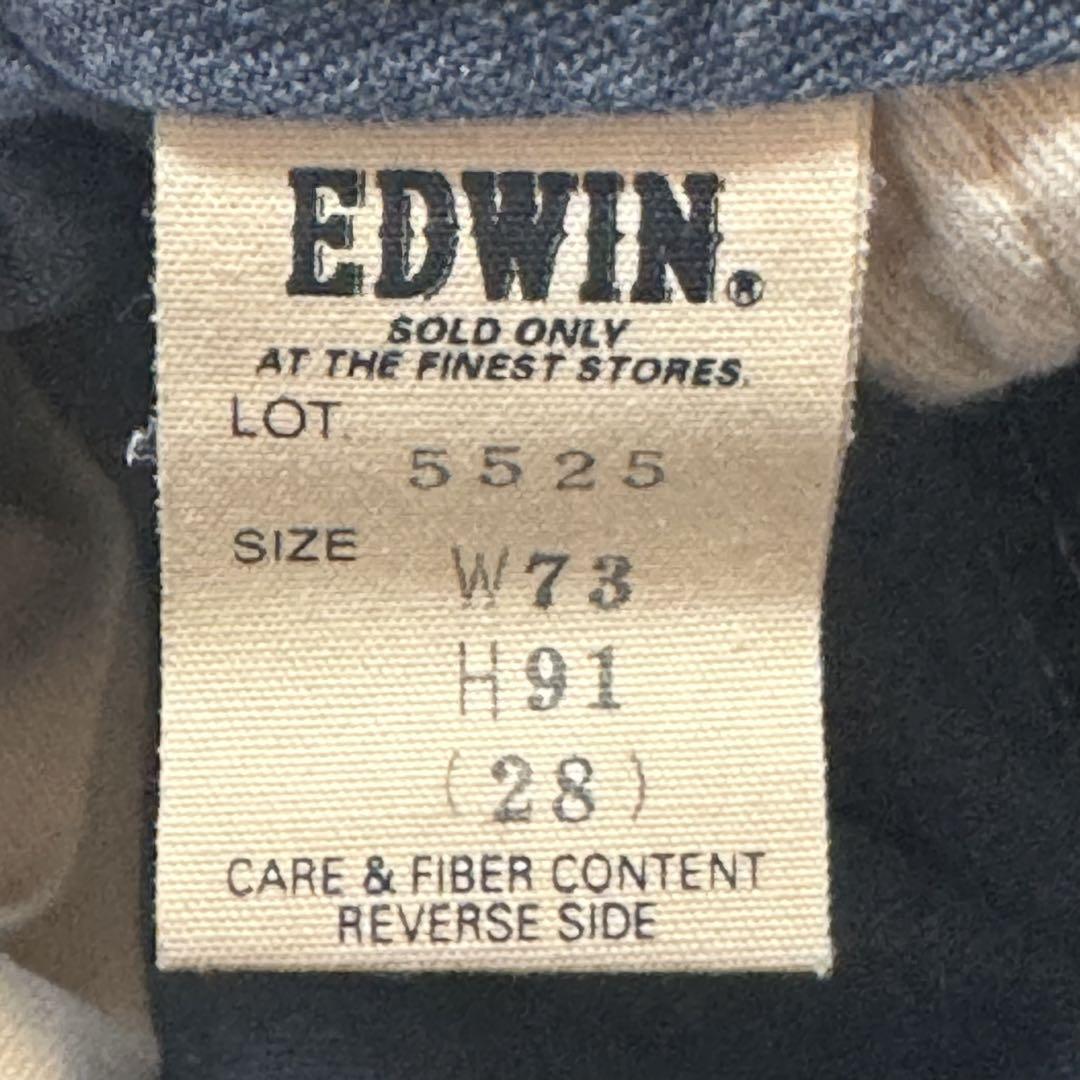 EDWIN®
SOLD ONLY
AT THE FINEST STORES.
LOT.
5525
SIZE
W73
H91
(28)
CARE & FIBER CONTENT
REVERSE SIDE